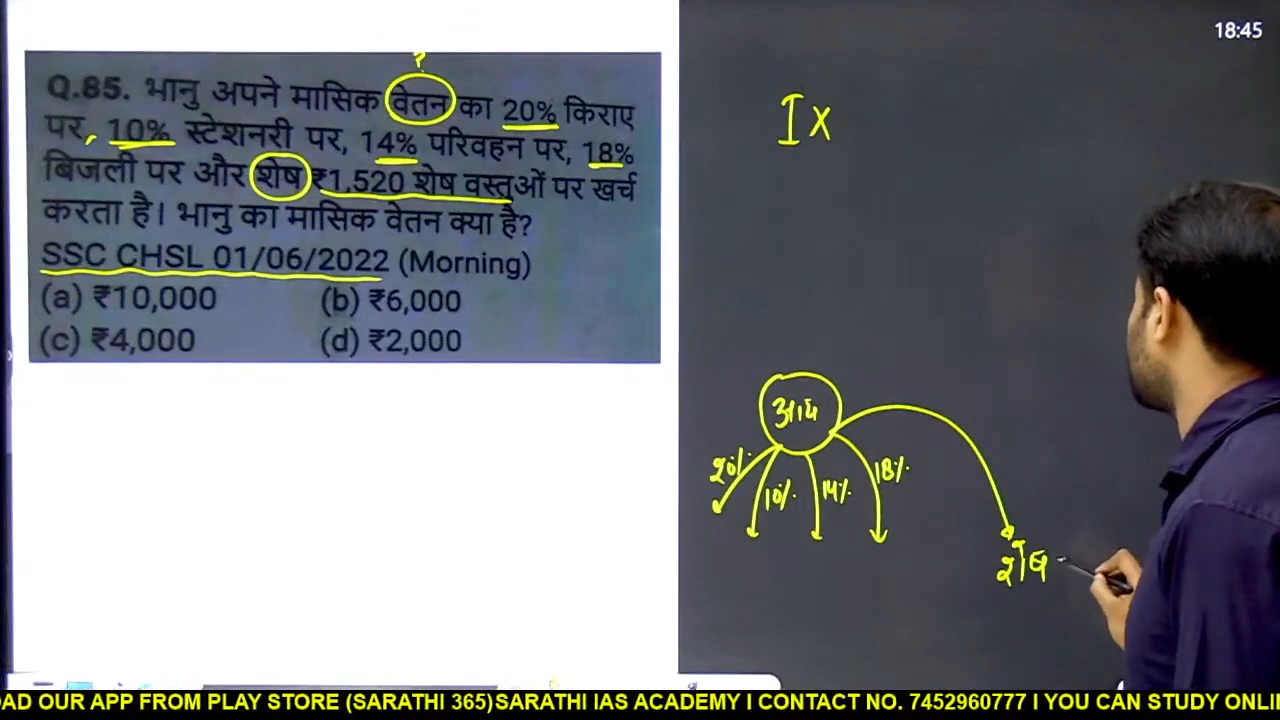 18:45
?
Q.85. भानु अपने मासिक वेतन का 20% किराए
पर, 10% स्टेशनरी पर, 14% परिवहन पर, 18%
बिजली पर और शेष ₹1,520 शेष वस्तुओं पर खर्च
करता है। भानु का मासिक वेतन क्या है?
SSC CHSL 01/06/2022 (Morning)
(a) ₹10,000 (b) ₹6,000
(c) ₹4,000 (d) ₹2,000
I x
आय
20% 10% 14% 18%
शेष
OAD OUR APP FROM PLAY STORE (SARATHI 365)SARATHI IAS ACADEMY I CONTACT NO. 7452960777 I YOU CAN STUDY ONLI